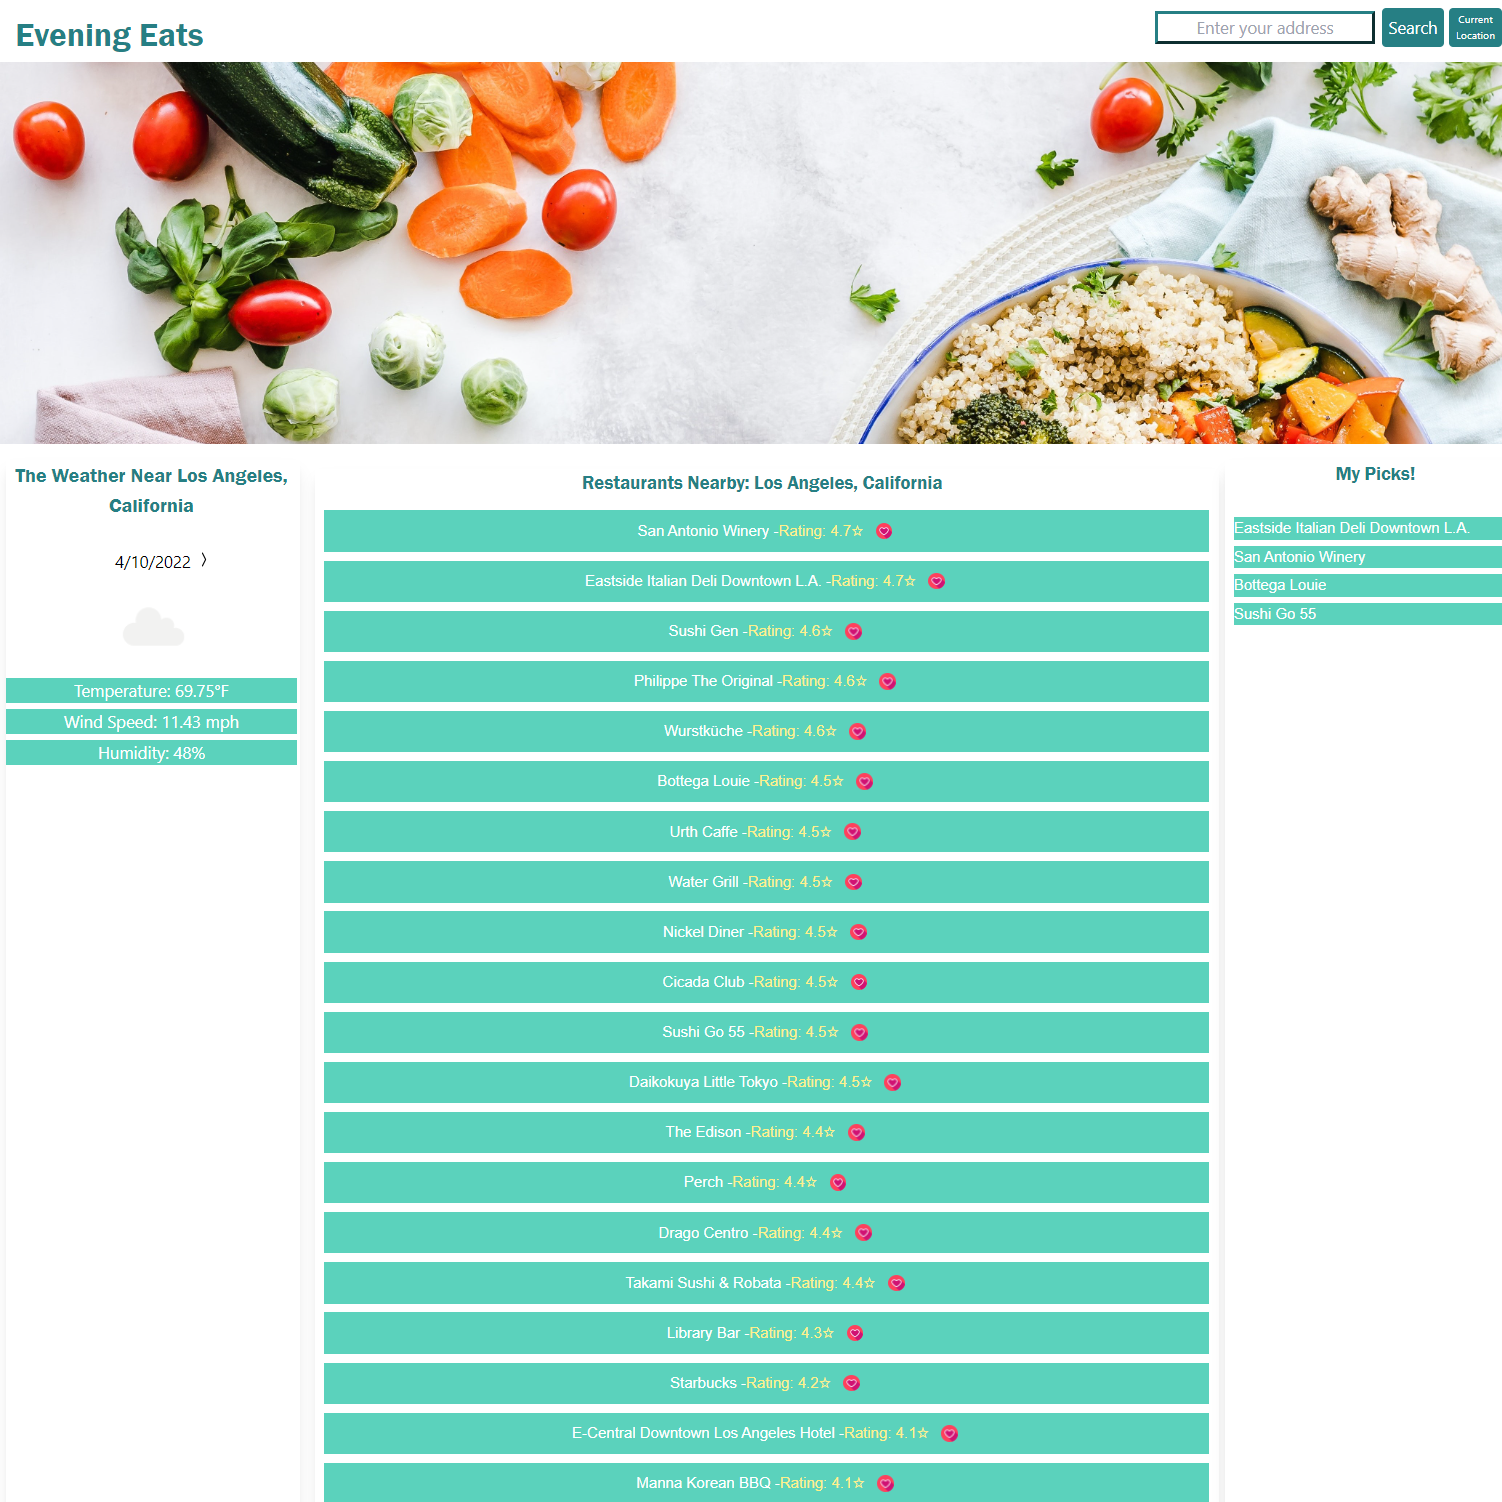 Evening Eats
Enter your address
Search
Current
Location
The Weather Near Los Angeles,
California
4/10/2022 〉
Temperature: 69.75°F
Wind Speed: 11.43 mph
Humidity: 48%
Restaurants Nearby: Los Angeles, California
San Antonio Winery -Rating: 4.7☆
Eastside Italian Deli Downtown L.A. -Rating: 4.7☆
Sushi Gen -Rating: 4.6☆
Philippe The Original -Rating: 4.6☆
Wurstküche -Rating: 4.6☆
Bottega Louie -Rating: 4.5☆
Urth Caffe -Rating: 4.5☆
Water Grill -Rating: 4.5☆
Nickel Diner -Rating: 4.5☆
Cicada Club -Rating: 4.5☆
Sushi Go 55 -Rating: 4.5☆
Daikokuya Little Tokyo -Rating: 4.5☆
The Edison -Rating: 4.4☆
Perch -Rating: 4.4☆
Drago Centro -Rating: 4.4☆
Takami Sushi & Robata -Rating: 4.4☆
Library Bar -Rating: 4.3☆
Starbucks -Rating: 4.2☆
E-Central Downtown Los Angeles Hotel -Rating: 4.1☆
Manna Korean BBQ -Rating: 4.1☆
My Picks!
Eastside Italian Deli Downtown L.A.
San Antonio Winery
Bottega Louie
Sushi Go 55